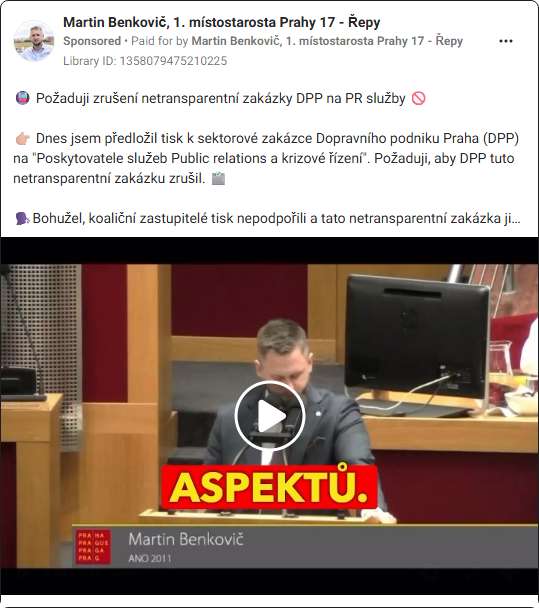 Martin Benkovič, 1. místostarosta Prahy 17 - Řepy
Sponsored • Paid for by Martin Benkovič, 1. místostarosta Prahy 17 - Řepy
Library ID: 1358079475210225
🔮 Požaduji zrušení netransparentní zakázky DPP na PR služby 🚫
👉🏼 Dnes jsem předložil tisk k sektorové zakázce Dopravního podniku Praha (DPP)
na "Poskytovatele služeb Public relations a krizové řízení". Požaduji, aby DPP tuto
netransparentní zakázku zrušil. 📋
🗣️Bohužel, koaliční zastupitelé tisk nepodpořili a tato netransparentní zakázka ji...
ASPEKTŮ.
PRA HA
PRA GUE
PRA GA
PRA G
Martin Benkovič
ANO 2011